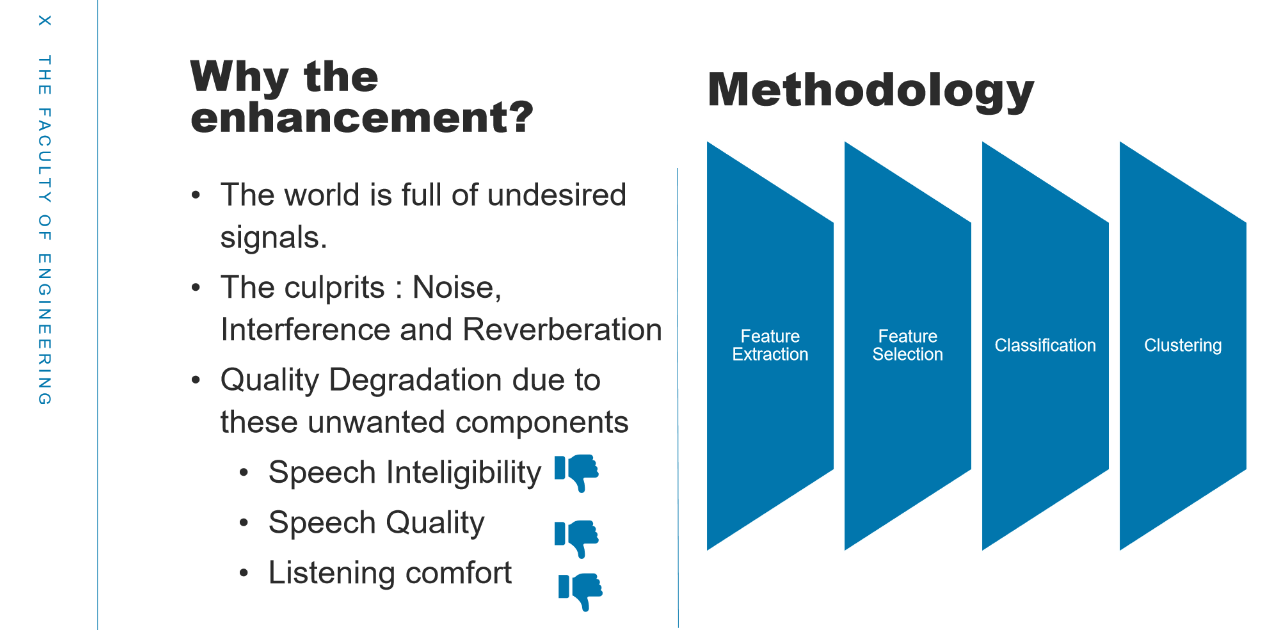 X THE FACULTY OF ENGINEERING
Why the
enhancement?
• The world is full of undesired
signals.
• The culprits : Noise,
Interference and Reverberation
• Quality Degradation due to
these unwanted components
• Speech Inteligibility
• Speech Quality
• Listening comfort
Methodology
Feature
Extraction
Feature
Selection
Classification
Clustering